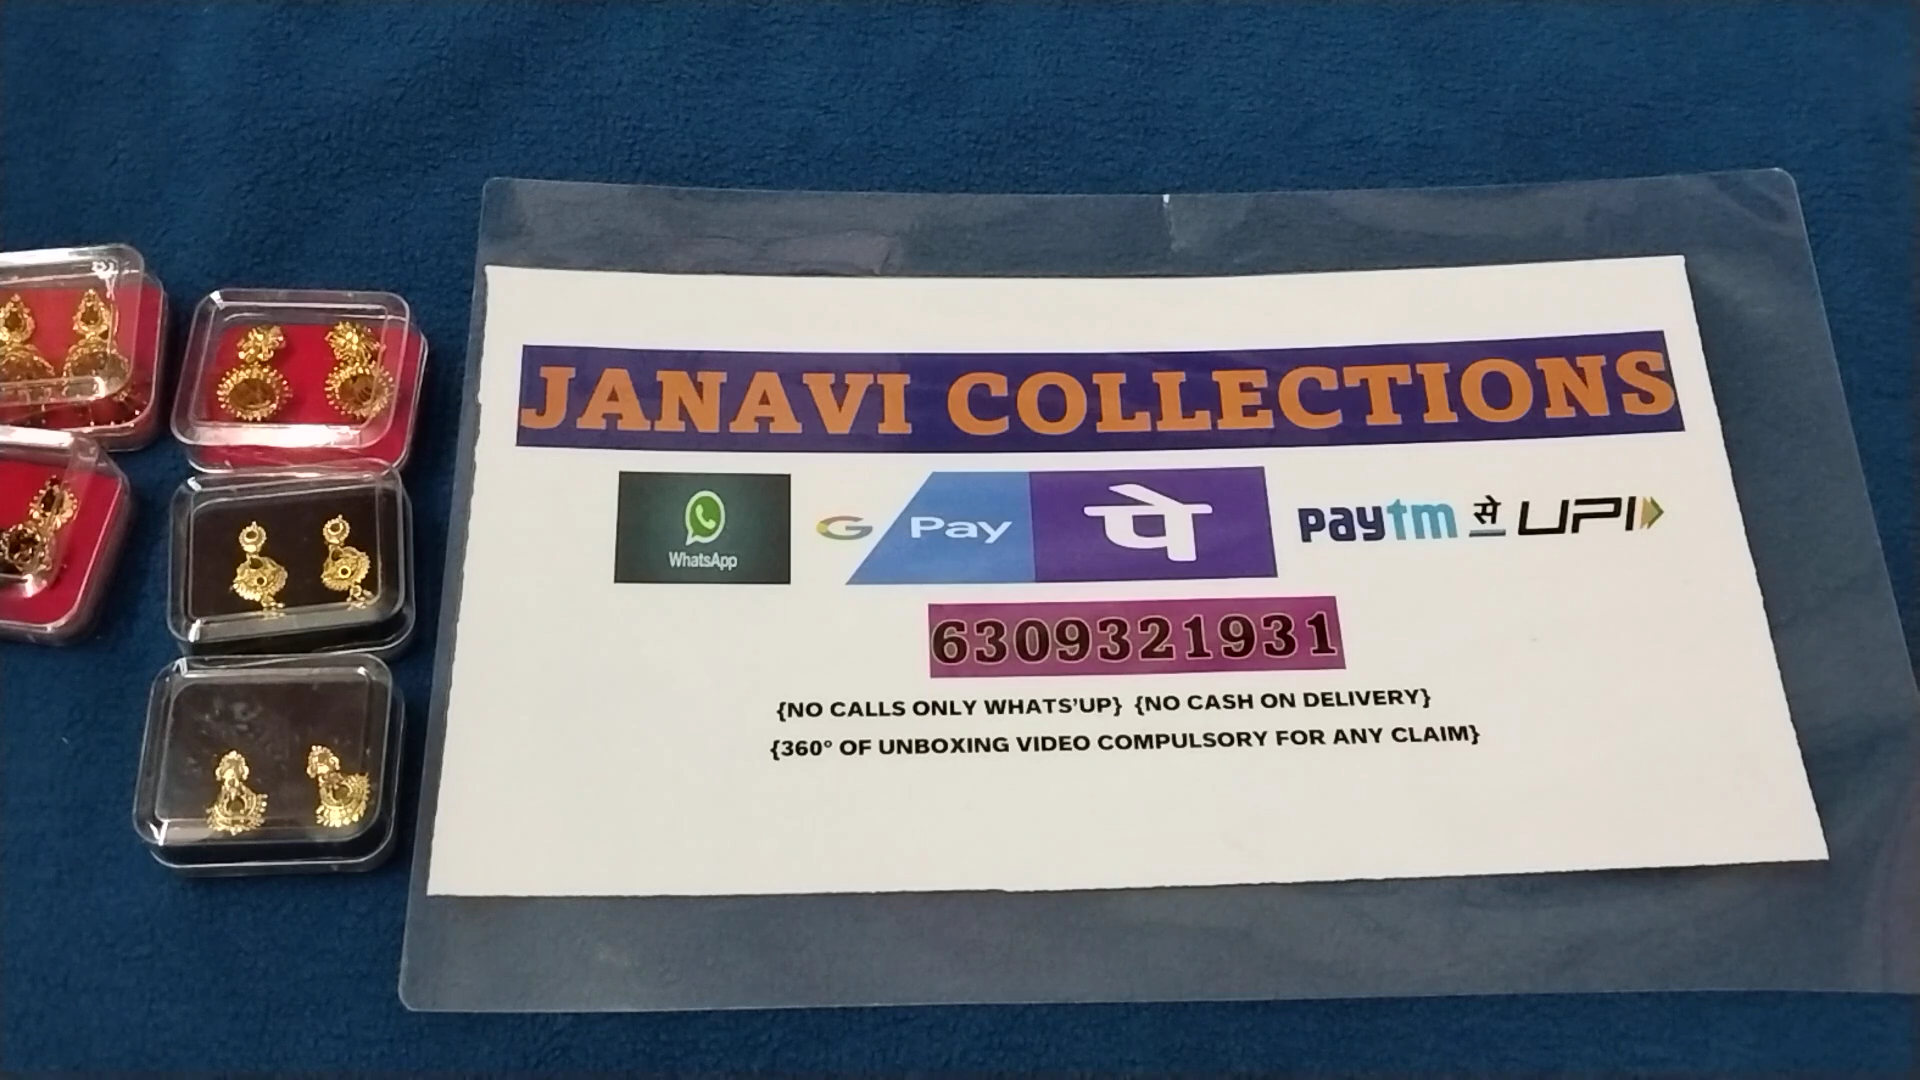 JANAVI COLLECTIONS
WhatsApp G Pay पे paytm से UPI
6309321931
{NO CALLS ONLY WHATS'UP} {NO CASH ON DELIVERY}
{360° OF UNBOXING VIDEO COMPULSORY FOR ANY CLAIM}